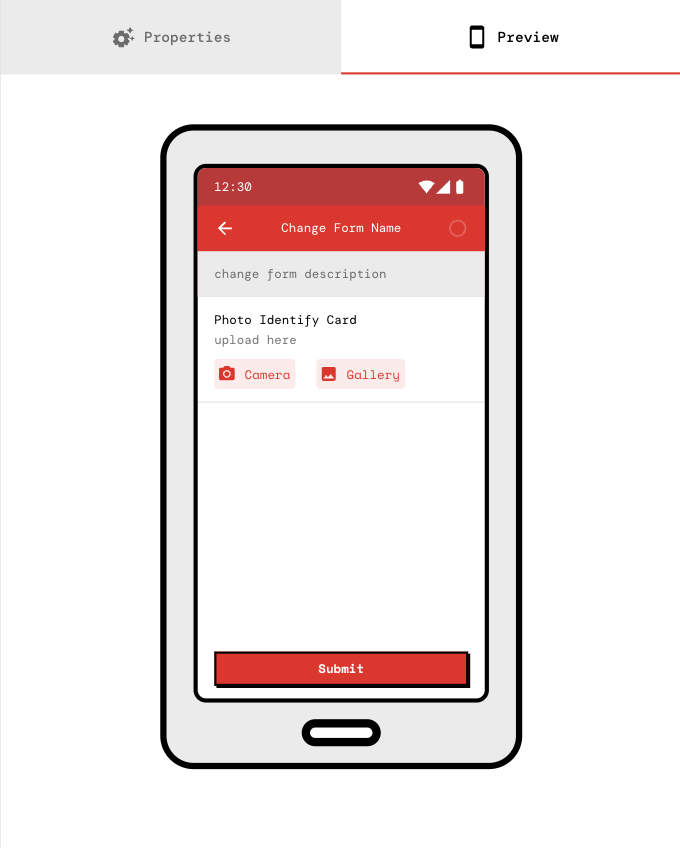 Properties
Preview
12:30
Change Form Name
change form description
Photo Identify Card
upload here
Camera
Gallery
Submit